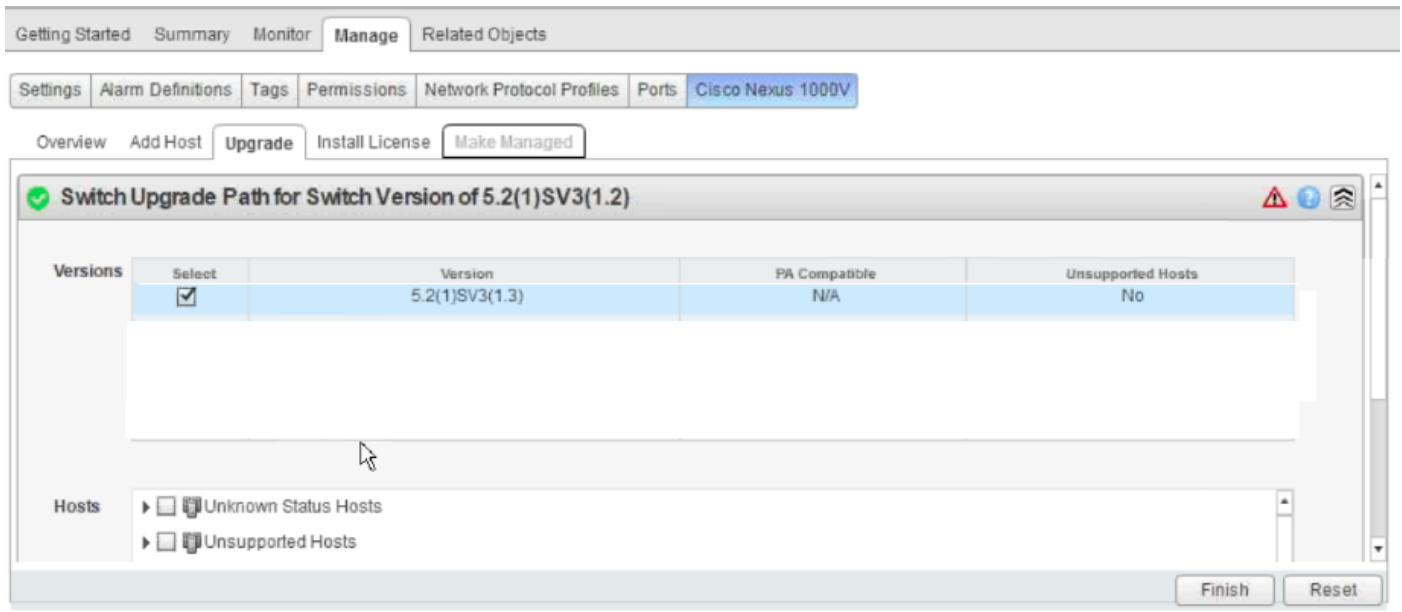 Getting Started Summary Monitor Manage Related Objects
Settings Alarm Definitions Tags Permissions Network Protocol Profiles Ports Cisco Nexus 1000V
Overview Add Host Upgrade Install License Make Managed
Switch Upgrade Path for Switch Version of 5.2(1)SV3(1.2)
Versions Select Version PA Compatible Unsupported Hosts
5.2(1)SV3(1.3) N/A No
Hosts Unknown Status Hosts
Unsupported Hosts
Finish Reset